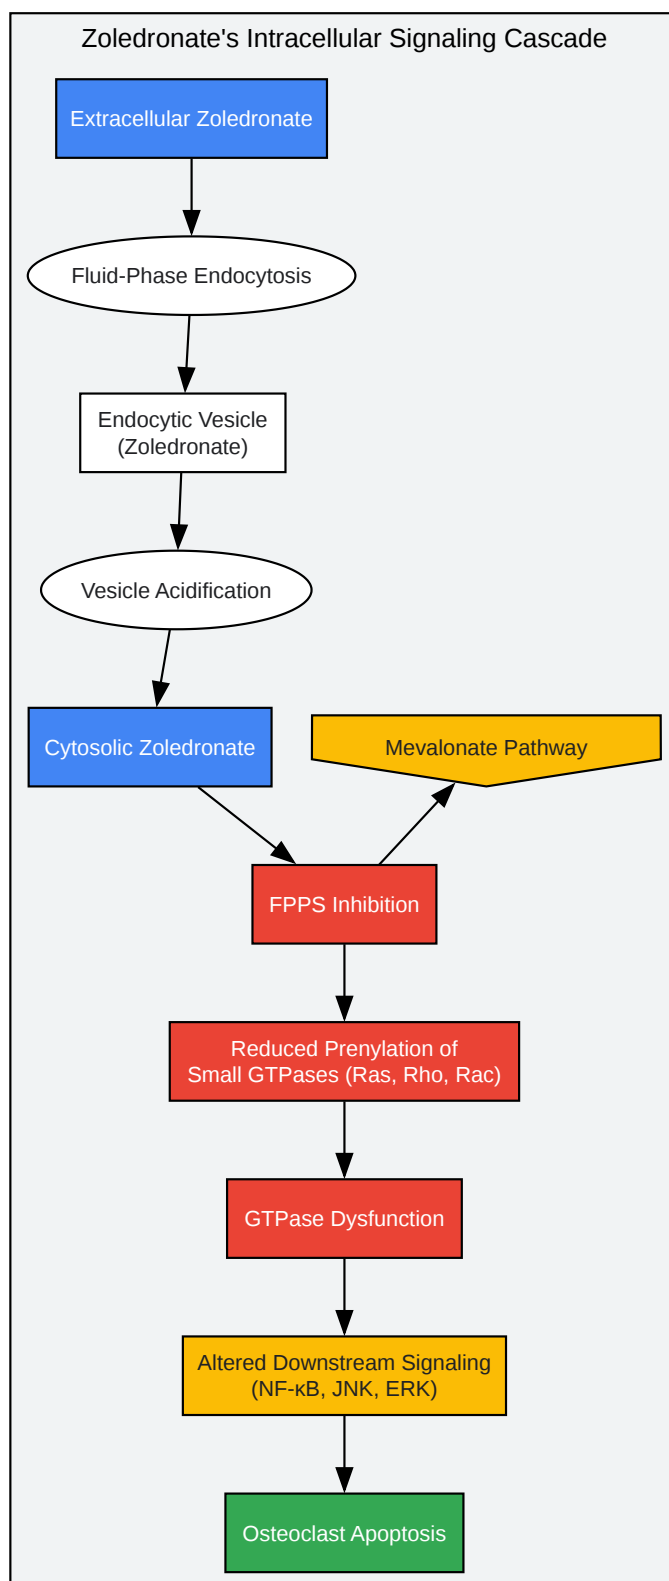 Zoledronate's Intracellular Signaling Cascade
Extracellular Zoledronate
Fluid-Phase Endocytosis
Endocytic Vesicle
(Zoledronate)
Vesicle Acidification
Cytosolic Zoledronate
Mevalonate Pathway
FPPS Inhibition
Reduced Prenylation of
Small GTPases (Ras, Rho, Rac)
GTPase Dysfunction
Altered Downstream Signaling
(NF-κB, JNK, ERK)
Osteoclast Apoptosis